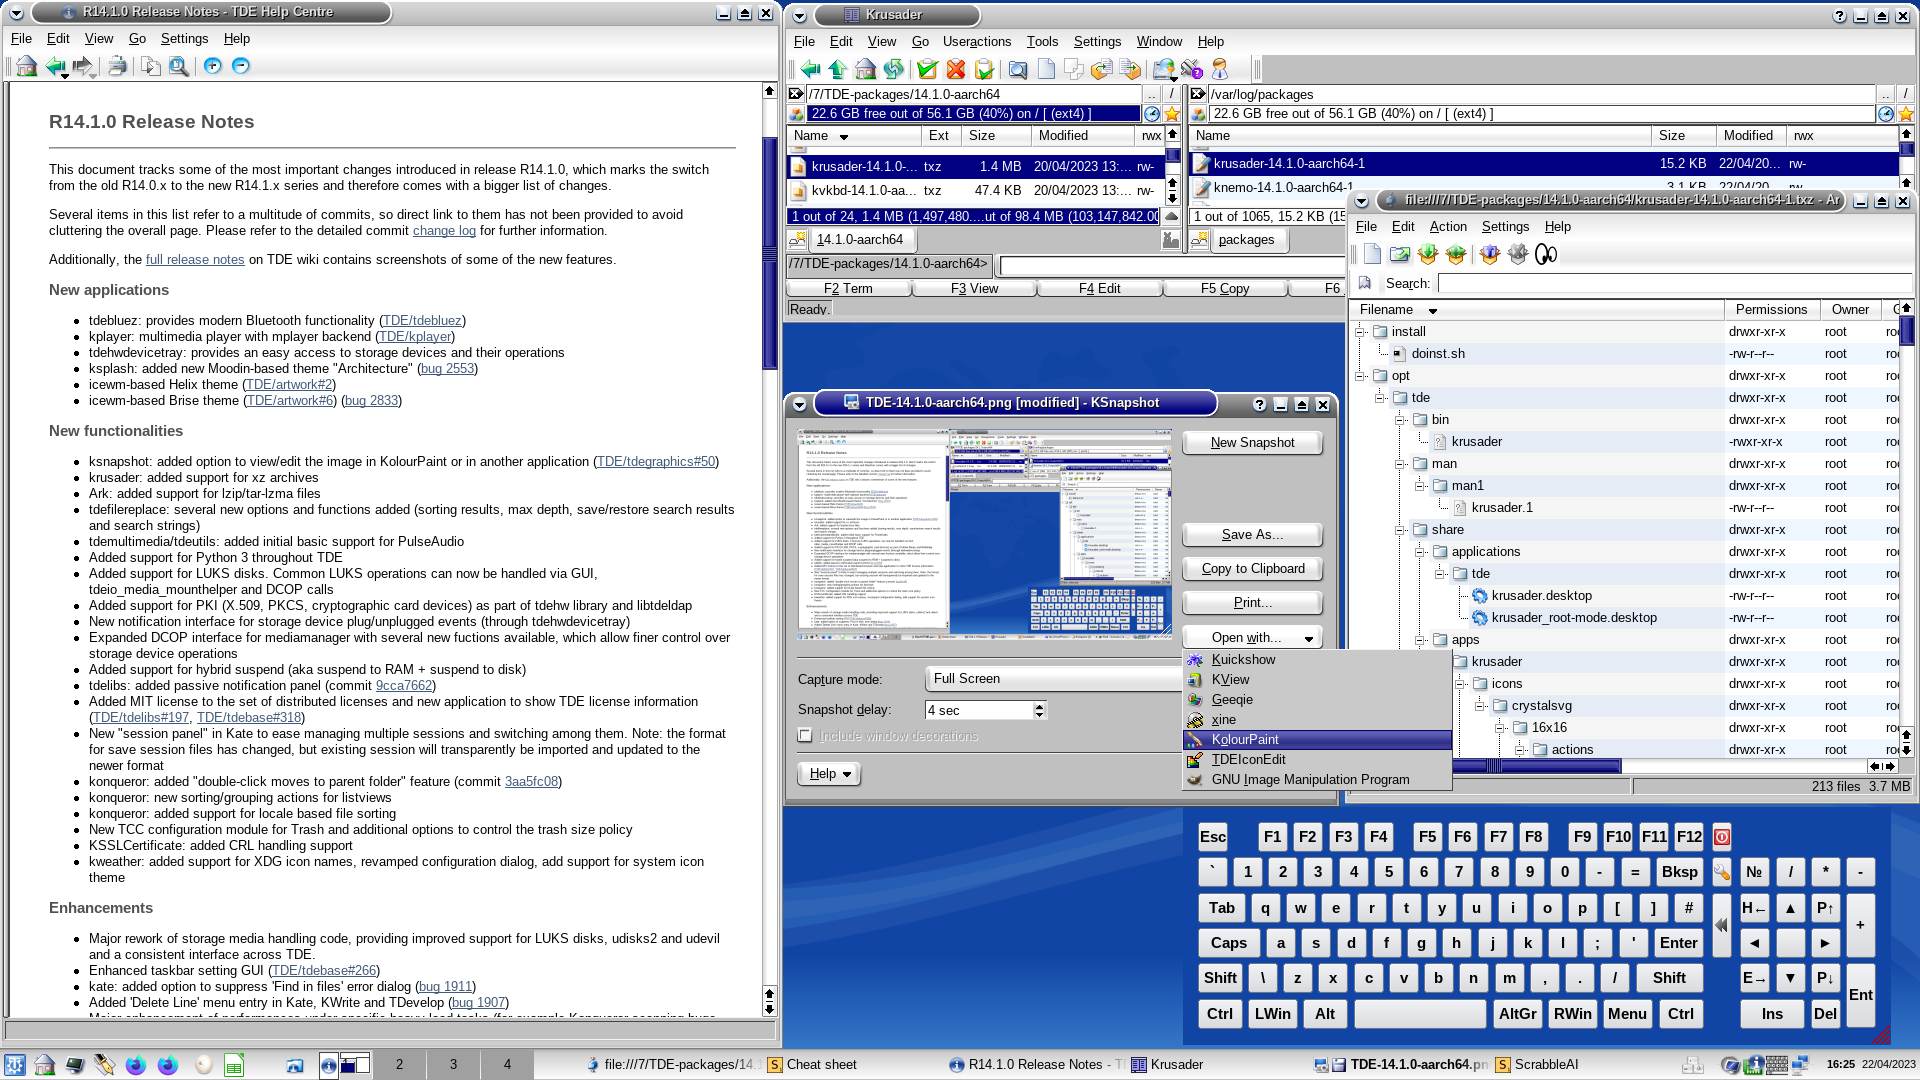 R14.1.0 Release Notes - TDE Help Centre
File Edit View Go Settings Help
R14.1.0 Release Notes
This document tracks some of the most important changes introduced in release R14.1.0, which marks the switch
from the old R14.0.x to the new R14.1.x series and therefore comes with a bigger list of changes.
Several items in this list refer to a multitude of commits, so direct link to them has not been provided to avoid
cluttering the overall page. Please refer to the detailed commit change log for further information.
Additionally, the full release notes on TDE wiki contains screenshots of some of the new features.
New applications
tdebluez: provides modern Bluetooth functionality (TDE/tdebluez)
kplayer: multimedia player with mplayer backend (TDE/kplayer)
tdehwdevicetray: provides an easy access to storage devices and their operations
ksplash: added new Moodin-based theme "Architecture" (bug 2553)
icewm-based Helix theme (TDE/artwork#2)
icewm-based Brise theme (TDE/artwork#6) (bug 2833)
New functionalities
ksnapshot: added option to view/edit the image in KolourPaint or in another application (TDE/tdegraphics#50)
krusader: added support for xz archives
Ark: added support for lzip/tar-lzma files
tdefilereplace: several new options and functions added (sorting results, max depth, save/restore search results
and search strings)
tdemultimedia/tdeutils: added initial basic support for PulseAudio
Added support for Python 3 throughout TDE
Added support for LUKS disks. Common LUKS operations can now be handled via GUI,
tdeio_media_mounthelper and DCOP calls
Added support for PKI (X.509, PKCS, cryptographic card devices) as part of tdehw library and libtdeldap
New notification interface for storage device plug/unplugged events (through tdehwdevicetray)
Expanded DCOP interface for mediamanager with several new fuctions available, which allow finer control over
storage device operations
Added support for hybrid suspend (aka suspend to RAM + suspend to disk)
tdelibs: added passive notification panel (commit 9cca7662)
Added MIT license to the set of distributed licenses and new application to show TDE license information
(TDE/tdelibs#197, TDE/tdebase#318)
New "session panel" in Kate to ease managing multiple sessions and switching among them. Note: the format
for save session files has changed, but existing session will transparently be imported and updated to the
newer format
konqueror: added "double-click moves to parent folder" feature (commit 3aa5fc08)
konqueror: new sorting/grouping actions for listviews
konqueror: added support for locale based file sorting
New TCC configuration module for Trash and additional options to control the trash size policy
KSSLCertificate: added CRL handling support
kweather: added support for XDG icon names, revamped configuration dialog, add support for system icon
theme
Enhancements
Major rework of storage media handling code, providing improved support for LUKS disks, udisks2 and udevil
and a consistent interface across TDE.
Enhanced taskbar setting GUI (TDE/tdebase#266)
kate: added option to suppress 'Find in files' error dialog (bug 1911)
Added 'Delete Line' menu entry in Kate, KWrite and TDevelop (bug 1907)
Krusader
File Edit View Go Useractions Tools Settings Window Help
/7/TDE-packages/14.1.0-aarch64 .. /
22.6 GB free out of 56.1 GB (40%) on / [ (ext4) ]
Name Ext Size Modified rwx
krusader-14.1.0-... txz 1.4 MB 20/04/2023 13:... rw-
kvkbd-14.1.0-aa... txz 47.4 KB 20/04/2023 13:... rw-
1 out of 24, 1.4 MB (1,497,480....ut of 98.4 MB (103,147,842.00
14.1.0-aarch64
/var/log/packages .. /
22.6 GB free out of 56.1 GB (40%) on / [ (ext4) ]
Name Size Modified rwx
krusader-14.1.0-aarch64-1 15.2 KB 22/04/20... rw-
knemo-14.1.0-aarch64-1 3.1 KB 22/04/20... rw-
1 out of 1065, 15.2 KB (15
packages
/7/TDE-packages/14.1.0-aarch64>
F2 Term F3 View F4 Edit F5 Copy F6
Ready.
file:///7/TDE-packages/14.1.0-aarch64/krusader-14.1.0-aarch64-1.txz - Ar
File Edit Action Settings Help
Search:
Filename Permissions Owner
install drwxr-xr-x root
doinst.sh -rw-r--r-- root
opt drwxr-xr-x root
tde drwxr-xr-x root
bin drwxr-xr-x root
krusader -rwxr-xr-x root
man drwxr-xr-x root
man1 drwxr-xr-x root
krusader.1 -rw-r--r-- root
share drwxr-xr-x root
applications drwxr-xr-x root
tde drwxr-xr-x root
krusader.desktop -rw-r--r-- root
krusader_root-mode.desktop -rw-r--r-- root
apps drwxr-xr-x root
krusader drwxr-xr-x root
icons drwxr-xr-x root
crystalsvg drwxr-xr-x root
16x16 drwxr-xr-x root
actions drwxr-xr-x root
213 files 3.7 MB
TDE-14.1.0-aarch64.png [modified] - KSnapshot
New Snapshot
Save As...
Copy to Clipboard
Print...
Open with...
Capture mode: Full Screen
Snapshot delay: 4 sec
Include window decorations
Help
Kuickshow
KView
Geeqie
xine
KolourPaint
TDEIconEdit
GNU Image Manipulation Program
Esc F1 F2 F3 F4 F5 F6 F7 F8 F9 F10 F11 F12
` 1 2 3 4 5 6 7 8 9 0 - = Bksp № / * -
Tab q w e r t y u i o p [ ] # H← ▲ P↑ +
Caps a s d f g h j k l ; ' Enter ◄ ►
Shift \ z x c v b n m , . / Shift E→ ▼ P↓ Ent
Ctrl LWin Alt AltGr RWin Menu Ctrl Ins Del
2 3 4 file:///7/TDE-packages/14.1 Cheat sheet R14.1.0 Release Notes - T Krusader TDE-14.1.0-aarch64.pn ScrabbleAI 16:25 22/04/2023